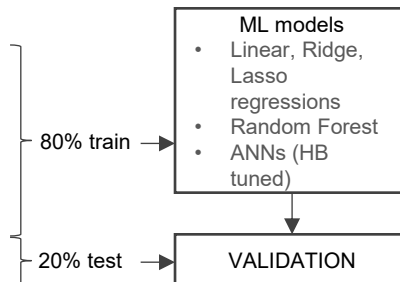 ML models
• Linear, Ridge,
Lasso
regressions
• Random Forest
80% train
• ANNs (HB
tuned)
20% test
VALIDATION